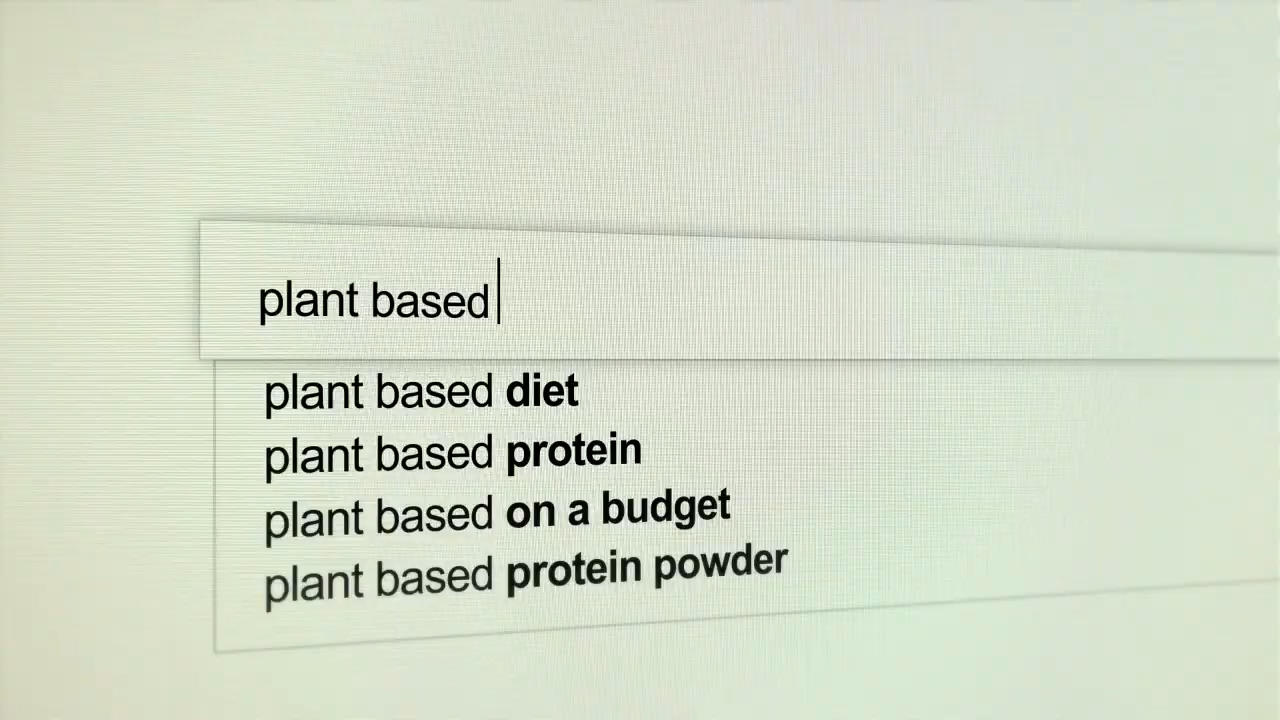 plant based
plant based diet
plant based protein
plant based on a budget
plant based protein powder